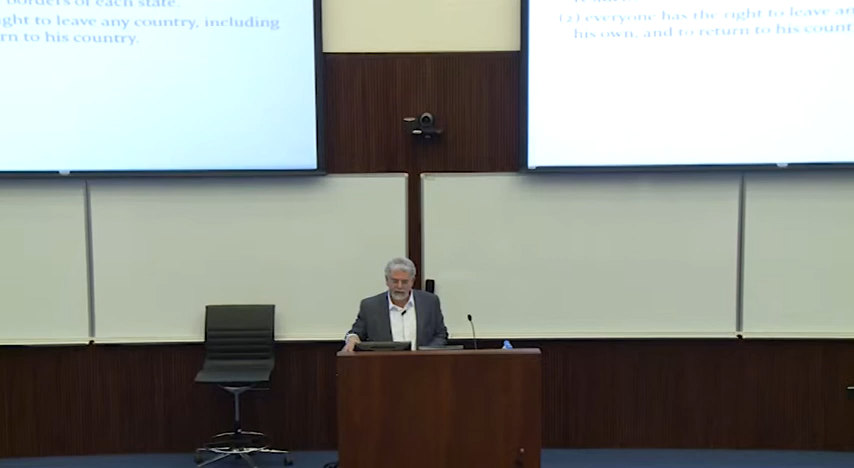 borders of each state.
ght to leave any country, including
rn to his country.
(2) everyone has the right to leave an
his own, and to return to his count